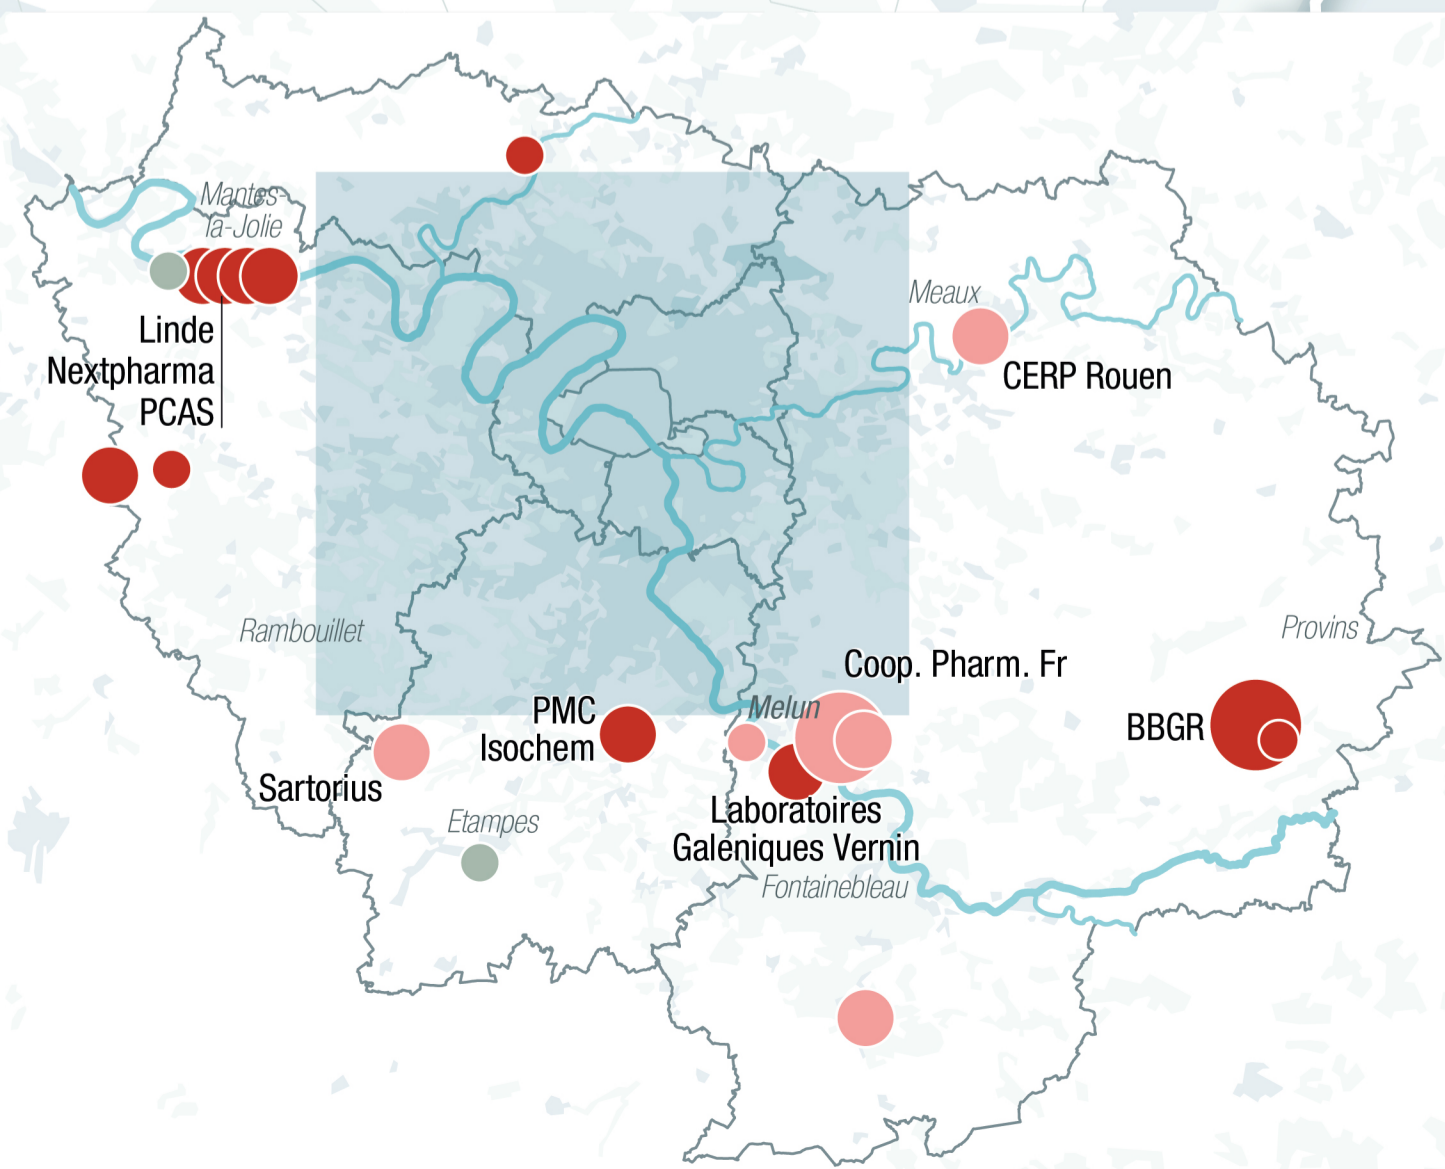 Mantes-
la-Jolie
Linde
Nextpharma
PCAS
Meaux
CERP Rouen
Rambouillet
Provins
Coop. Pharm. Fr
PMC
Isochem
Melun
BBGR
Sartorius
Etampes
Laboratoires
Galéniques Vernin
Fontainebleau